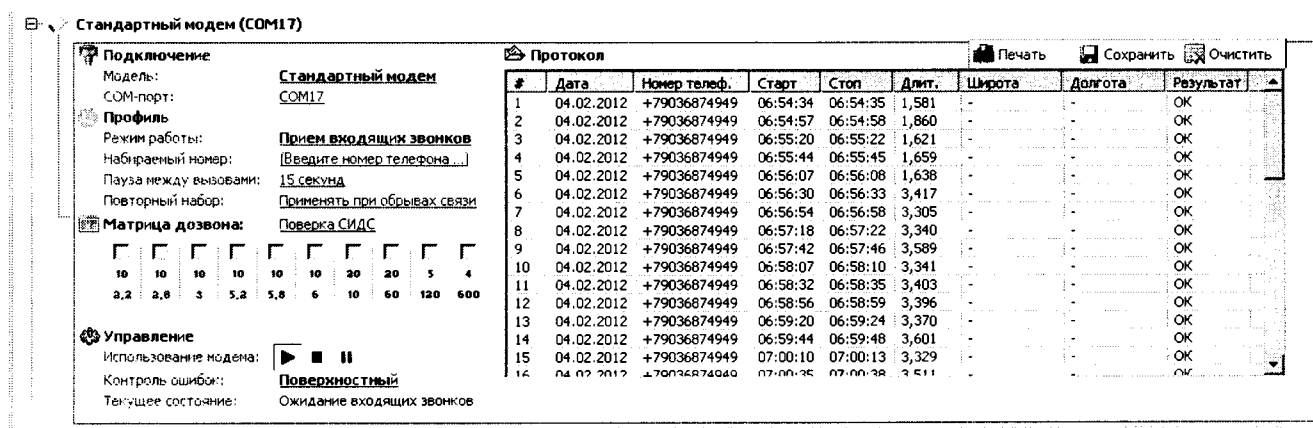 Стандартный модем (COM17)
Подключение
Модель: Стандартный модем
COM-порт: COM17
Профиль
Режим работы: Прием входящих звонков
Набираемый номер: [Введите номер телефона ...]
Пауза между вызовами: 15 секунд
Повторный набор: Применять при обрывах связи
Матрица дозвона: Поверка СИДС
10 10 10 10 10 10 20 20 5 4
2,2 2,8 3 5,2 5,8 6 10 60 120 600
Управление
Использование модема:
Контроль ошибок: Поверхностный
Текущее состояние: Ожидание входящих звонков
Протокол Печать Сохранить Очистить
# Дата Номер телеф. Старт Стоп Длит. Широта Долгота Результат
1 04.02.2012 +79036874949 06:54:34 06:54:35 1,581 - - OK
2 04.02.2012 +79036874949 06:54:57 06:54:58 1,860 - - OK
3 04.02.2012 +79036874949 06:55:20 06:55:22 1,621 - - OK
4 04.02.2012 +79036874949 06:55:44 06:55:45 1,659 - - OK
5 04.02.2012 +79036874949 06:56:07 06:56:08 1,638 - - OK
6 04.02.2012 +79036874949 06:56:30 06:56:33 3,417 - - OK
7 04.02.2012 +79036874949 06:56:54 06:56:58 3,305 - - OK
8 04.02.2012 +79036874949 06:57:18 06:57:22 3,340 - - OK
9 04.02.2012 +79036874949 06:57:42 06:57:46 3,589 - - OK
10 04.02.2012 +79036874949 06:58:07 06:58:10 3,341 - - OK
11 04.02.2012 +79036874949 06:58:32 06:58:35 3,403 - - OK
12 04.02.2012 +79036874949 06:58:56 06:58:59 3,396 - - OK
13 04.02.2012 +79036874949 06:59:20 06:59:24 3,370 - - OK
14 04.02.2012 +79036874949 06:59:44 06:59:48 3,601 - - OK
15 04.02.2012 +79036874949 07:00:10 07:00:13 3,329 - - OK
16 04.02.2012 +79036874949 07:00:35 07:00:38 3,511 - - OK